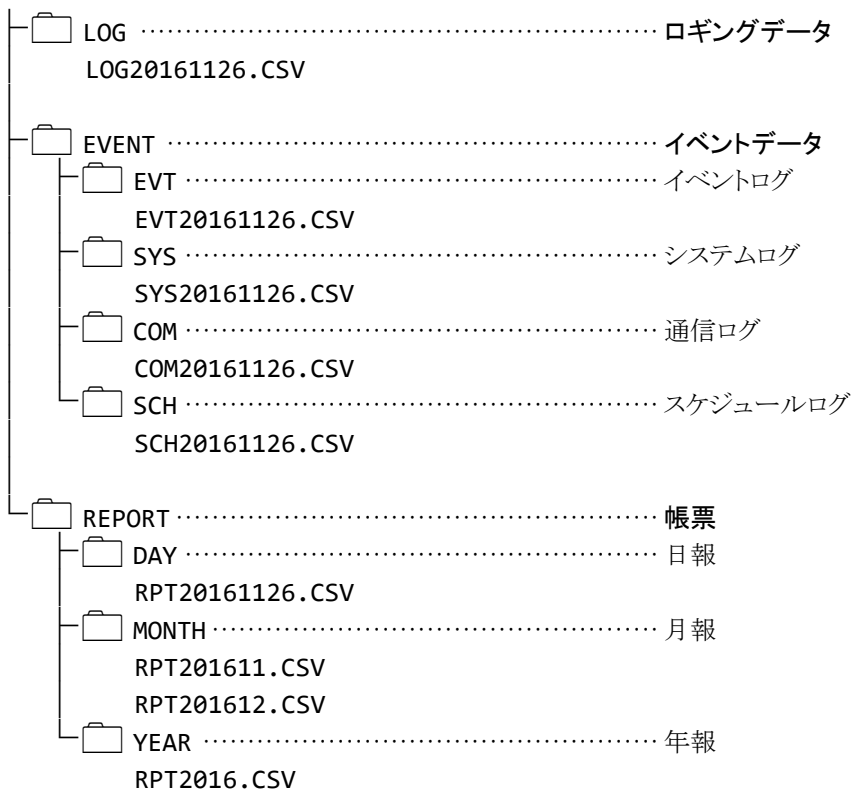 LOG ………………………………………………… ロギングデータ
LOG20161126.CSV
EVENT ……………………………………………… イベントデータ
EVT …………………………………………… イベントログ
EVT20161126.CSV
SYS …………………………………………… システムログ
SYS20161126.CSV
COM …………………………………………… 通信ログ
COM20161126.CSV
SCH …………………………………………… スケジュールログ
SCH20161126.CSV
REPORT ……………………………………………… 帳票
DAY …………………………………………… 日報
RPT20161126.CSV
MONTH ………………………………………… 月報
RPT201611.CSV
RPT201612.CSV
YEAR ………………………………………… 年報
RPT2016.CSV